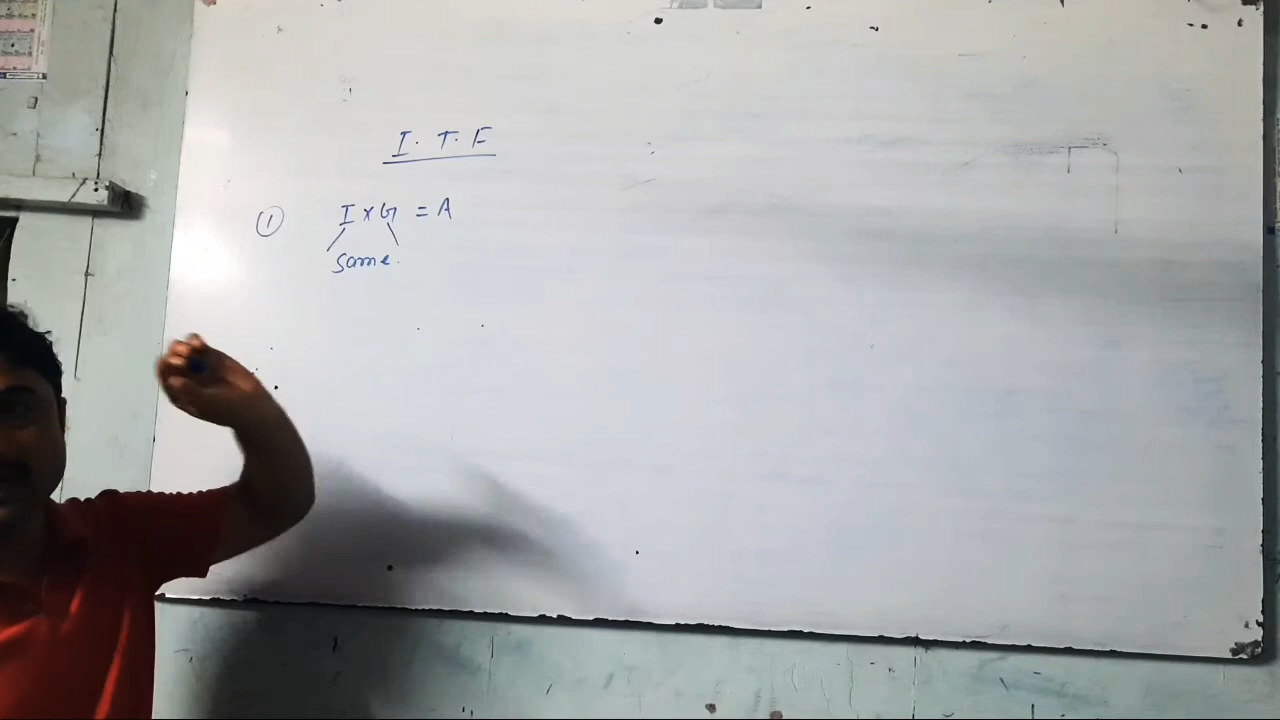 I. T. F
① I × G = A
Same.